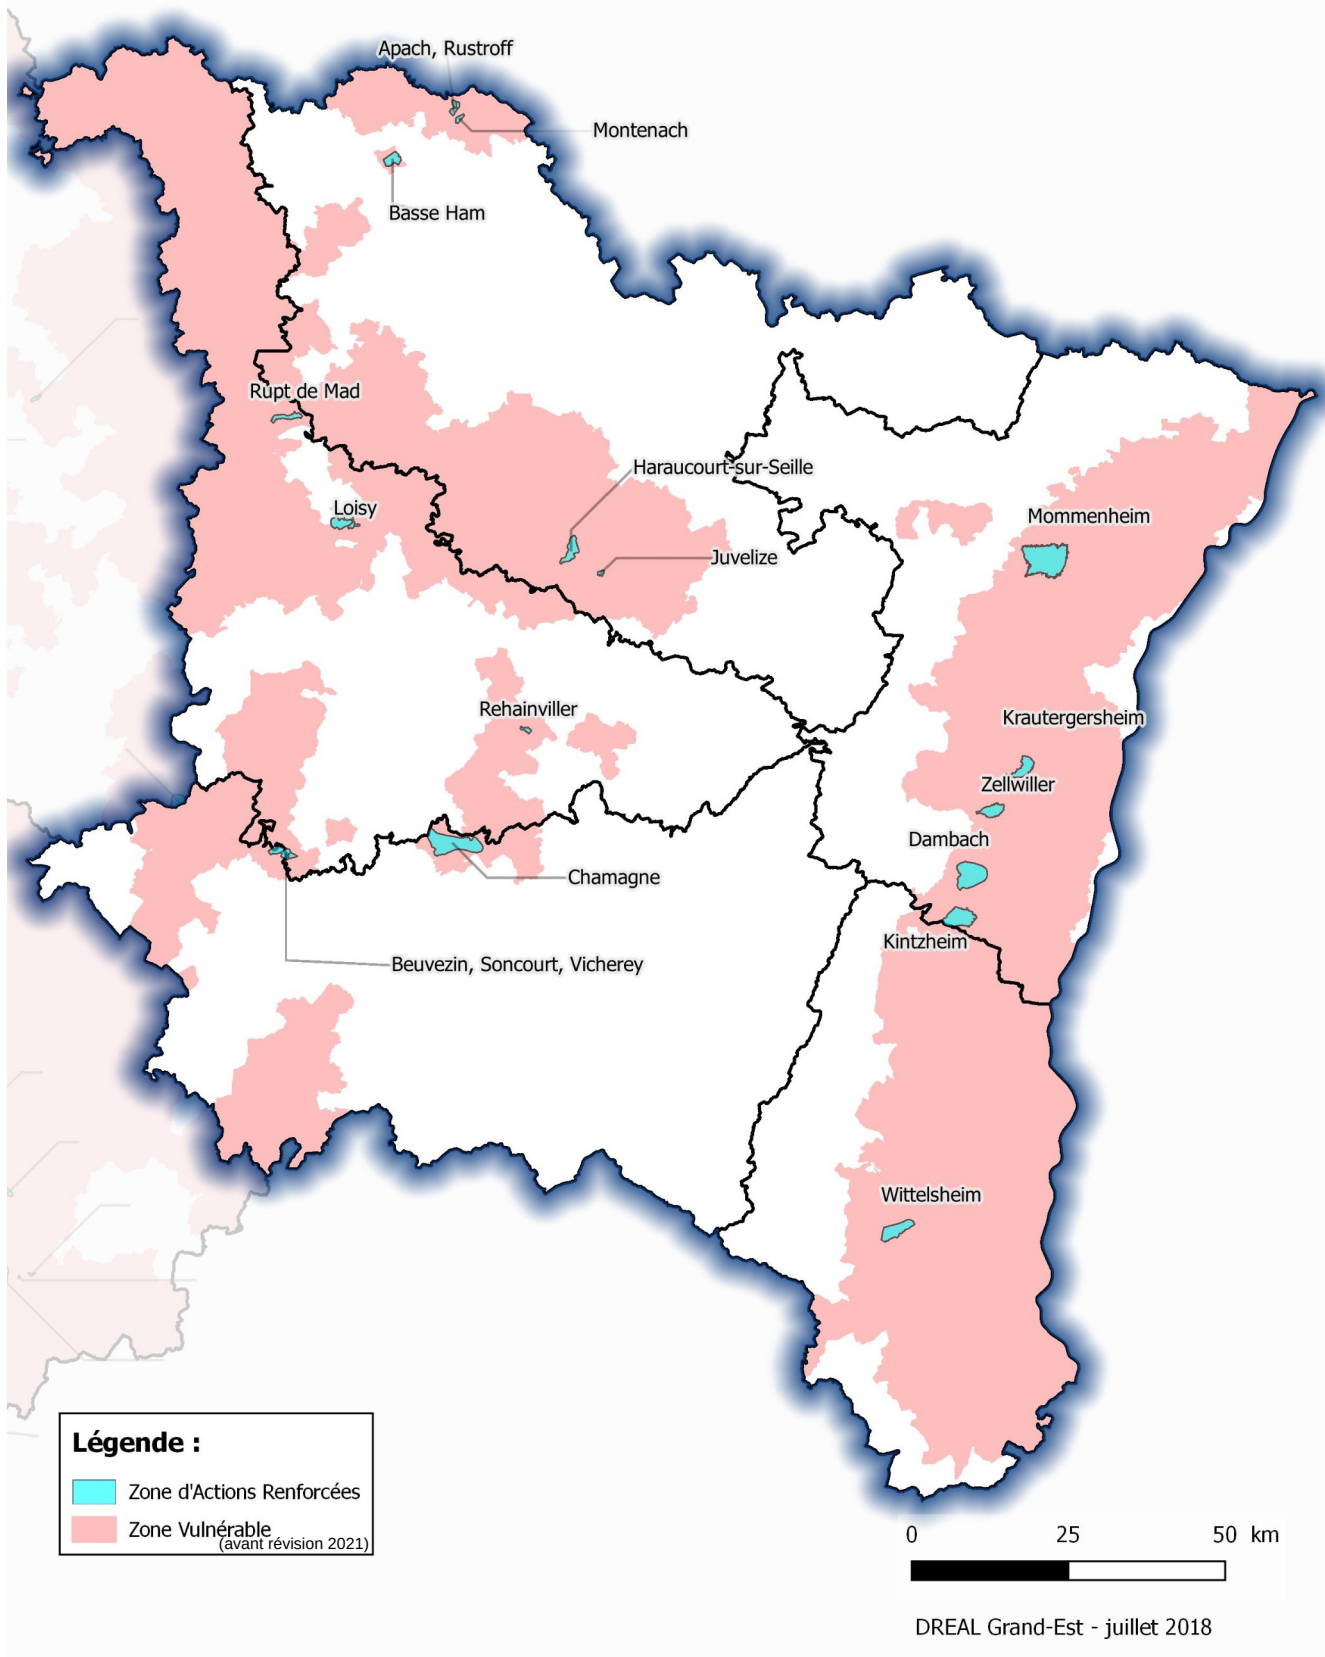 Apach, Rustroff
Montenach
Basse Ham
Rupt de Mad
Haraucourt-sur-Seille
Loisy
Mommenheim
Juvelize
Rehainviller
Krautergersheim
Zellwiller
Dambach
Chamagne
Kintzheim
Beuvezin, Soncourt, Vicherey
Wittelsheim
Légende :
Zone d'Actions Renforcées
Zone Vulnérable
(avant révision 2021)
0 25 50 km
DREAL Grand-Est - juillet 2018